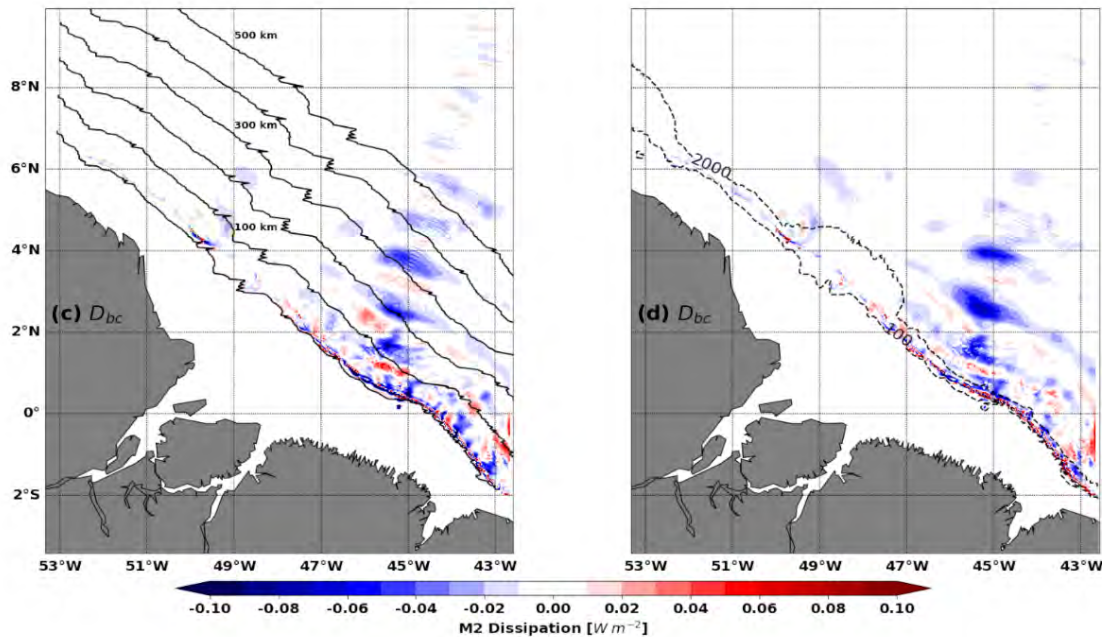 500 km
300 km
100 km
8°N
6°N
4°N
2°N
0°
2°S
(c) D_bc
2000
100
(d) D_bc
53°W 51°W 49°W 47°W 45°W 43°W
53°W 51°W 49°W 47°W 45°W 43°W
-0.10 -0.08 -0.06 -0.04 -0.02 0.00 0.02 0.04 0.06 0.08 0.10
M2 Dissipation [W m⁻²]